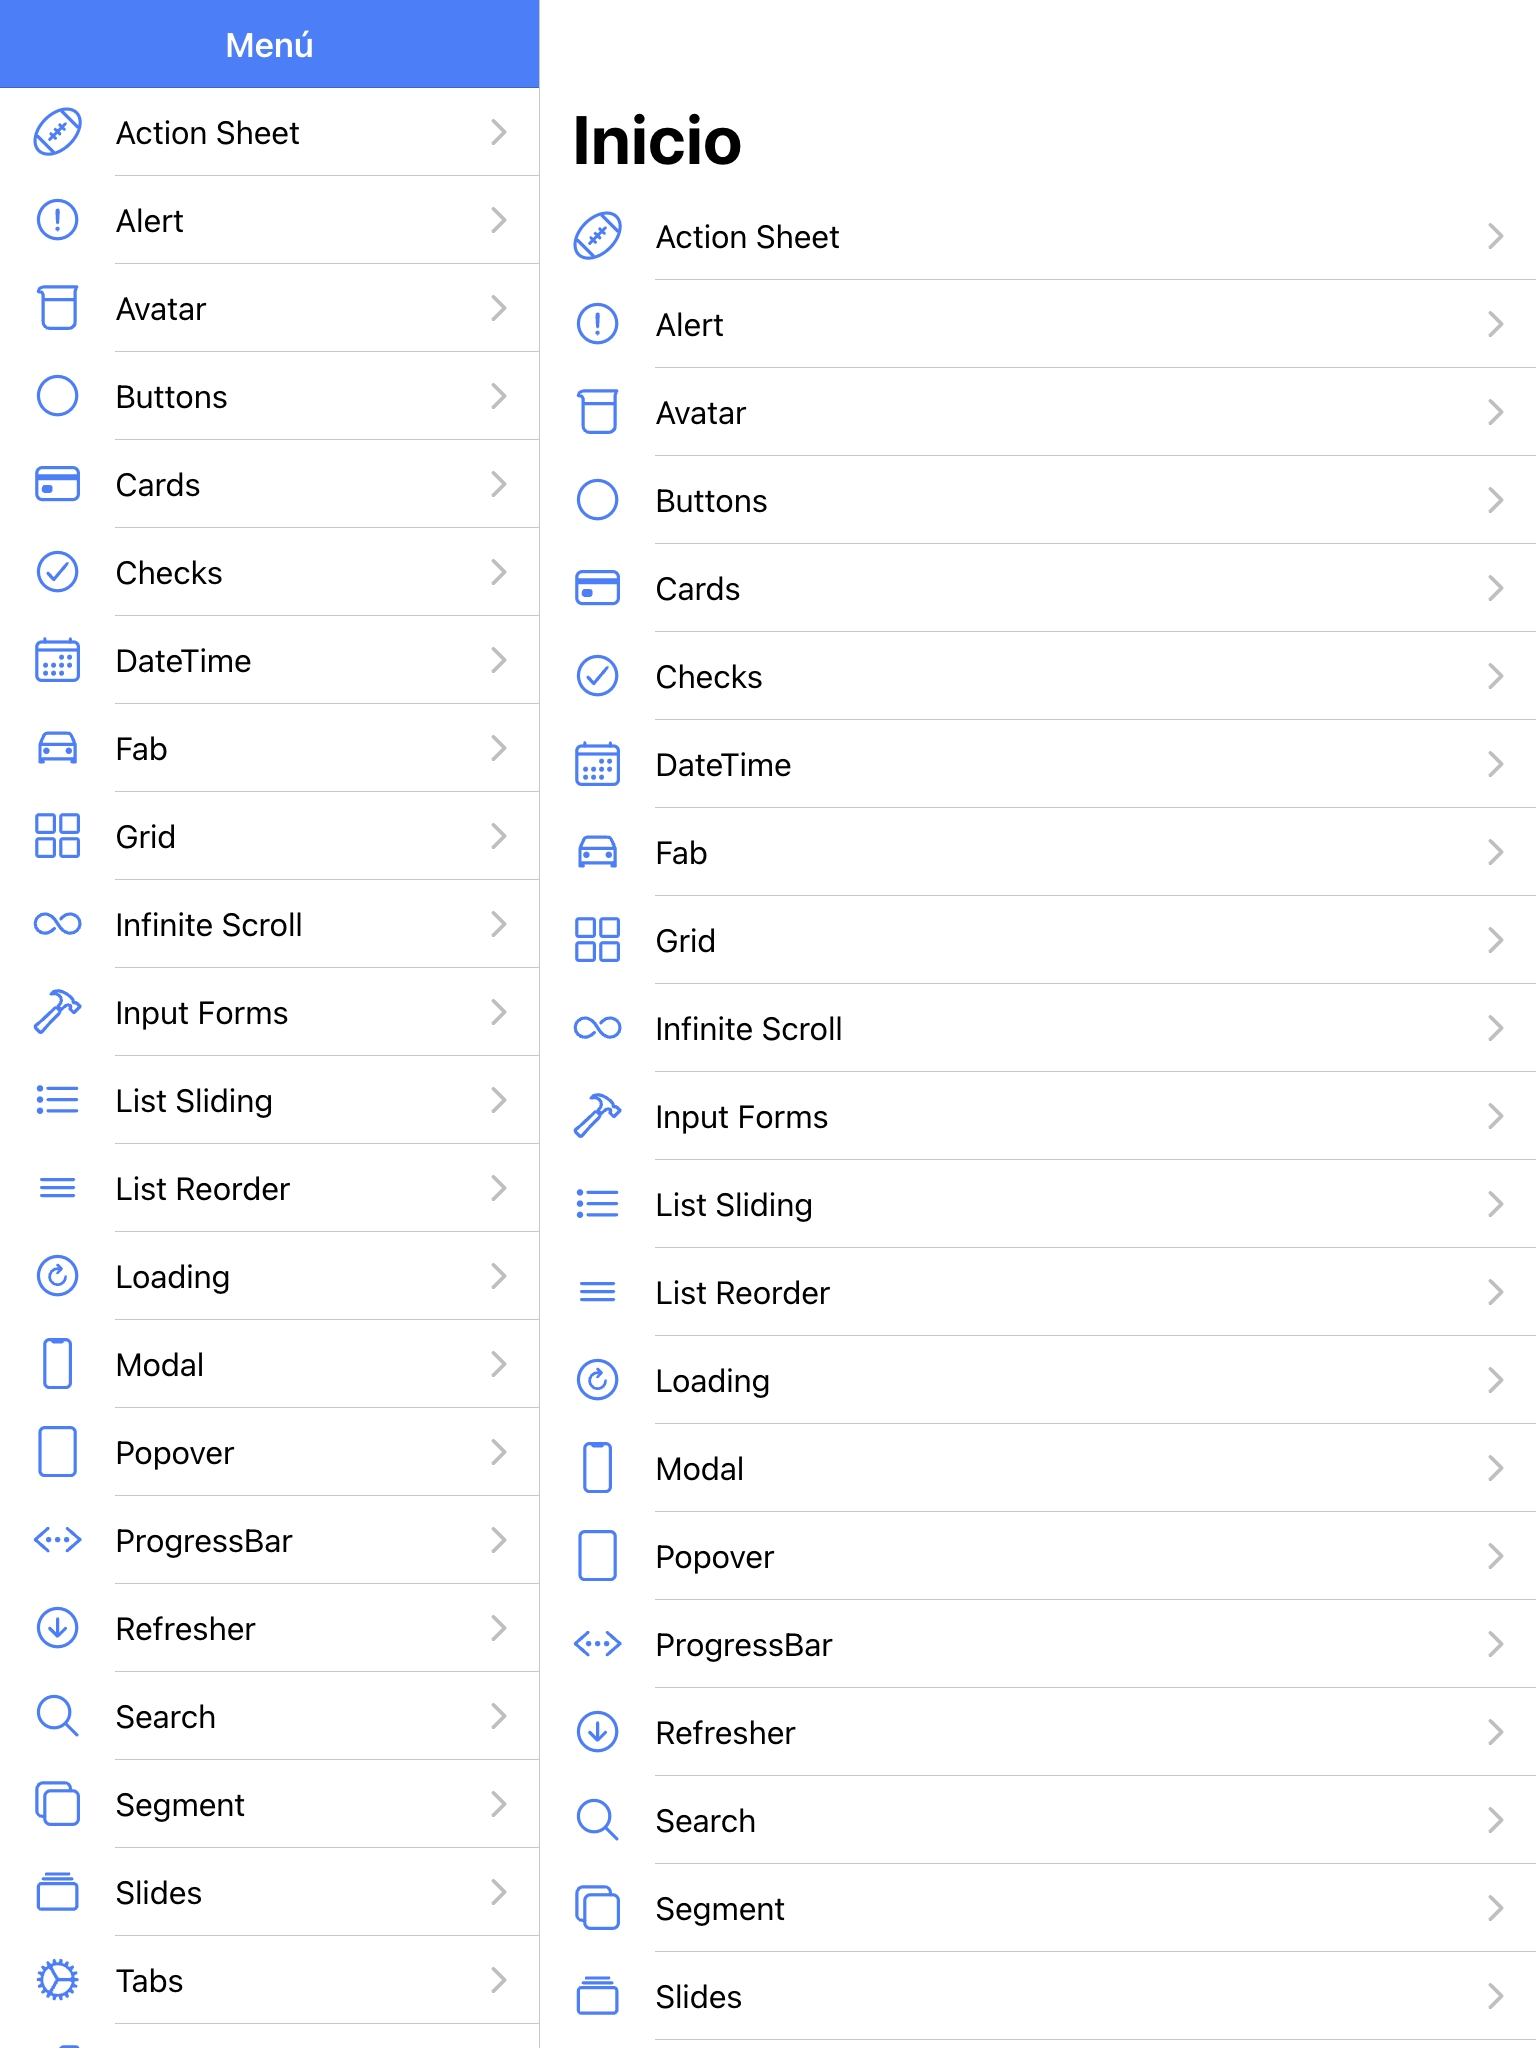 Menú
Action Sheet
Alert
Avatar
Buttons
Cards
Checks
DateTime
Fab
Grid
Infinite Scroll
Input Forms
List Sliding
List Reorder
Loading
Modal
Popover
ProgressBar
Refresher
Search
Segment
Slides
Tabs
Inicio
Action Sheet
Alert
Avatar
Buttons
Cards
Checks
DateTime
Fab
Grid
Infinite Scroll
Input Forms
List Sliding
List Reorder
Loading
Modal
Popover
ProgressBar
Refresher
Search
Segment
Slides